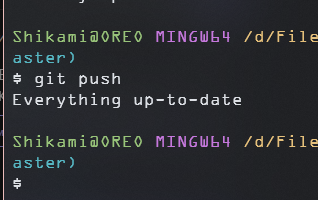 Shikami@OREO MINGW64 /d/File
aster)
$ git push
Everything up-to-date
Shikami@OREO MINGW64 /d/File
aster)
$